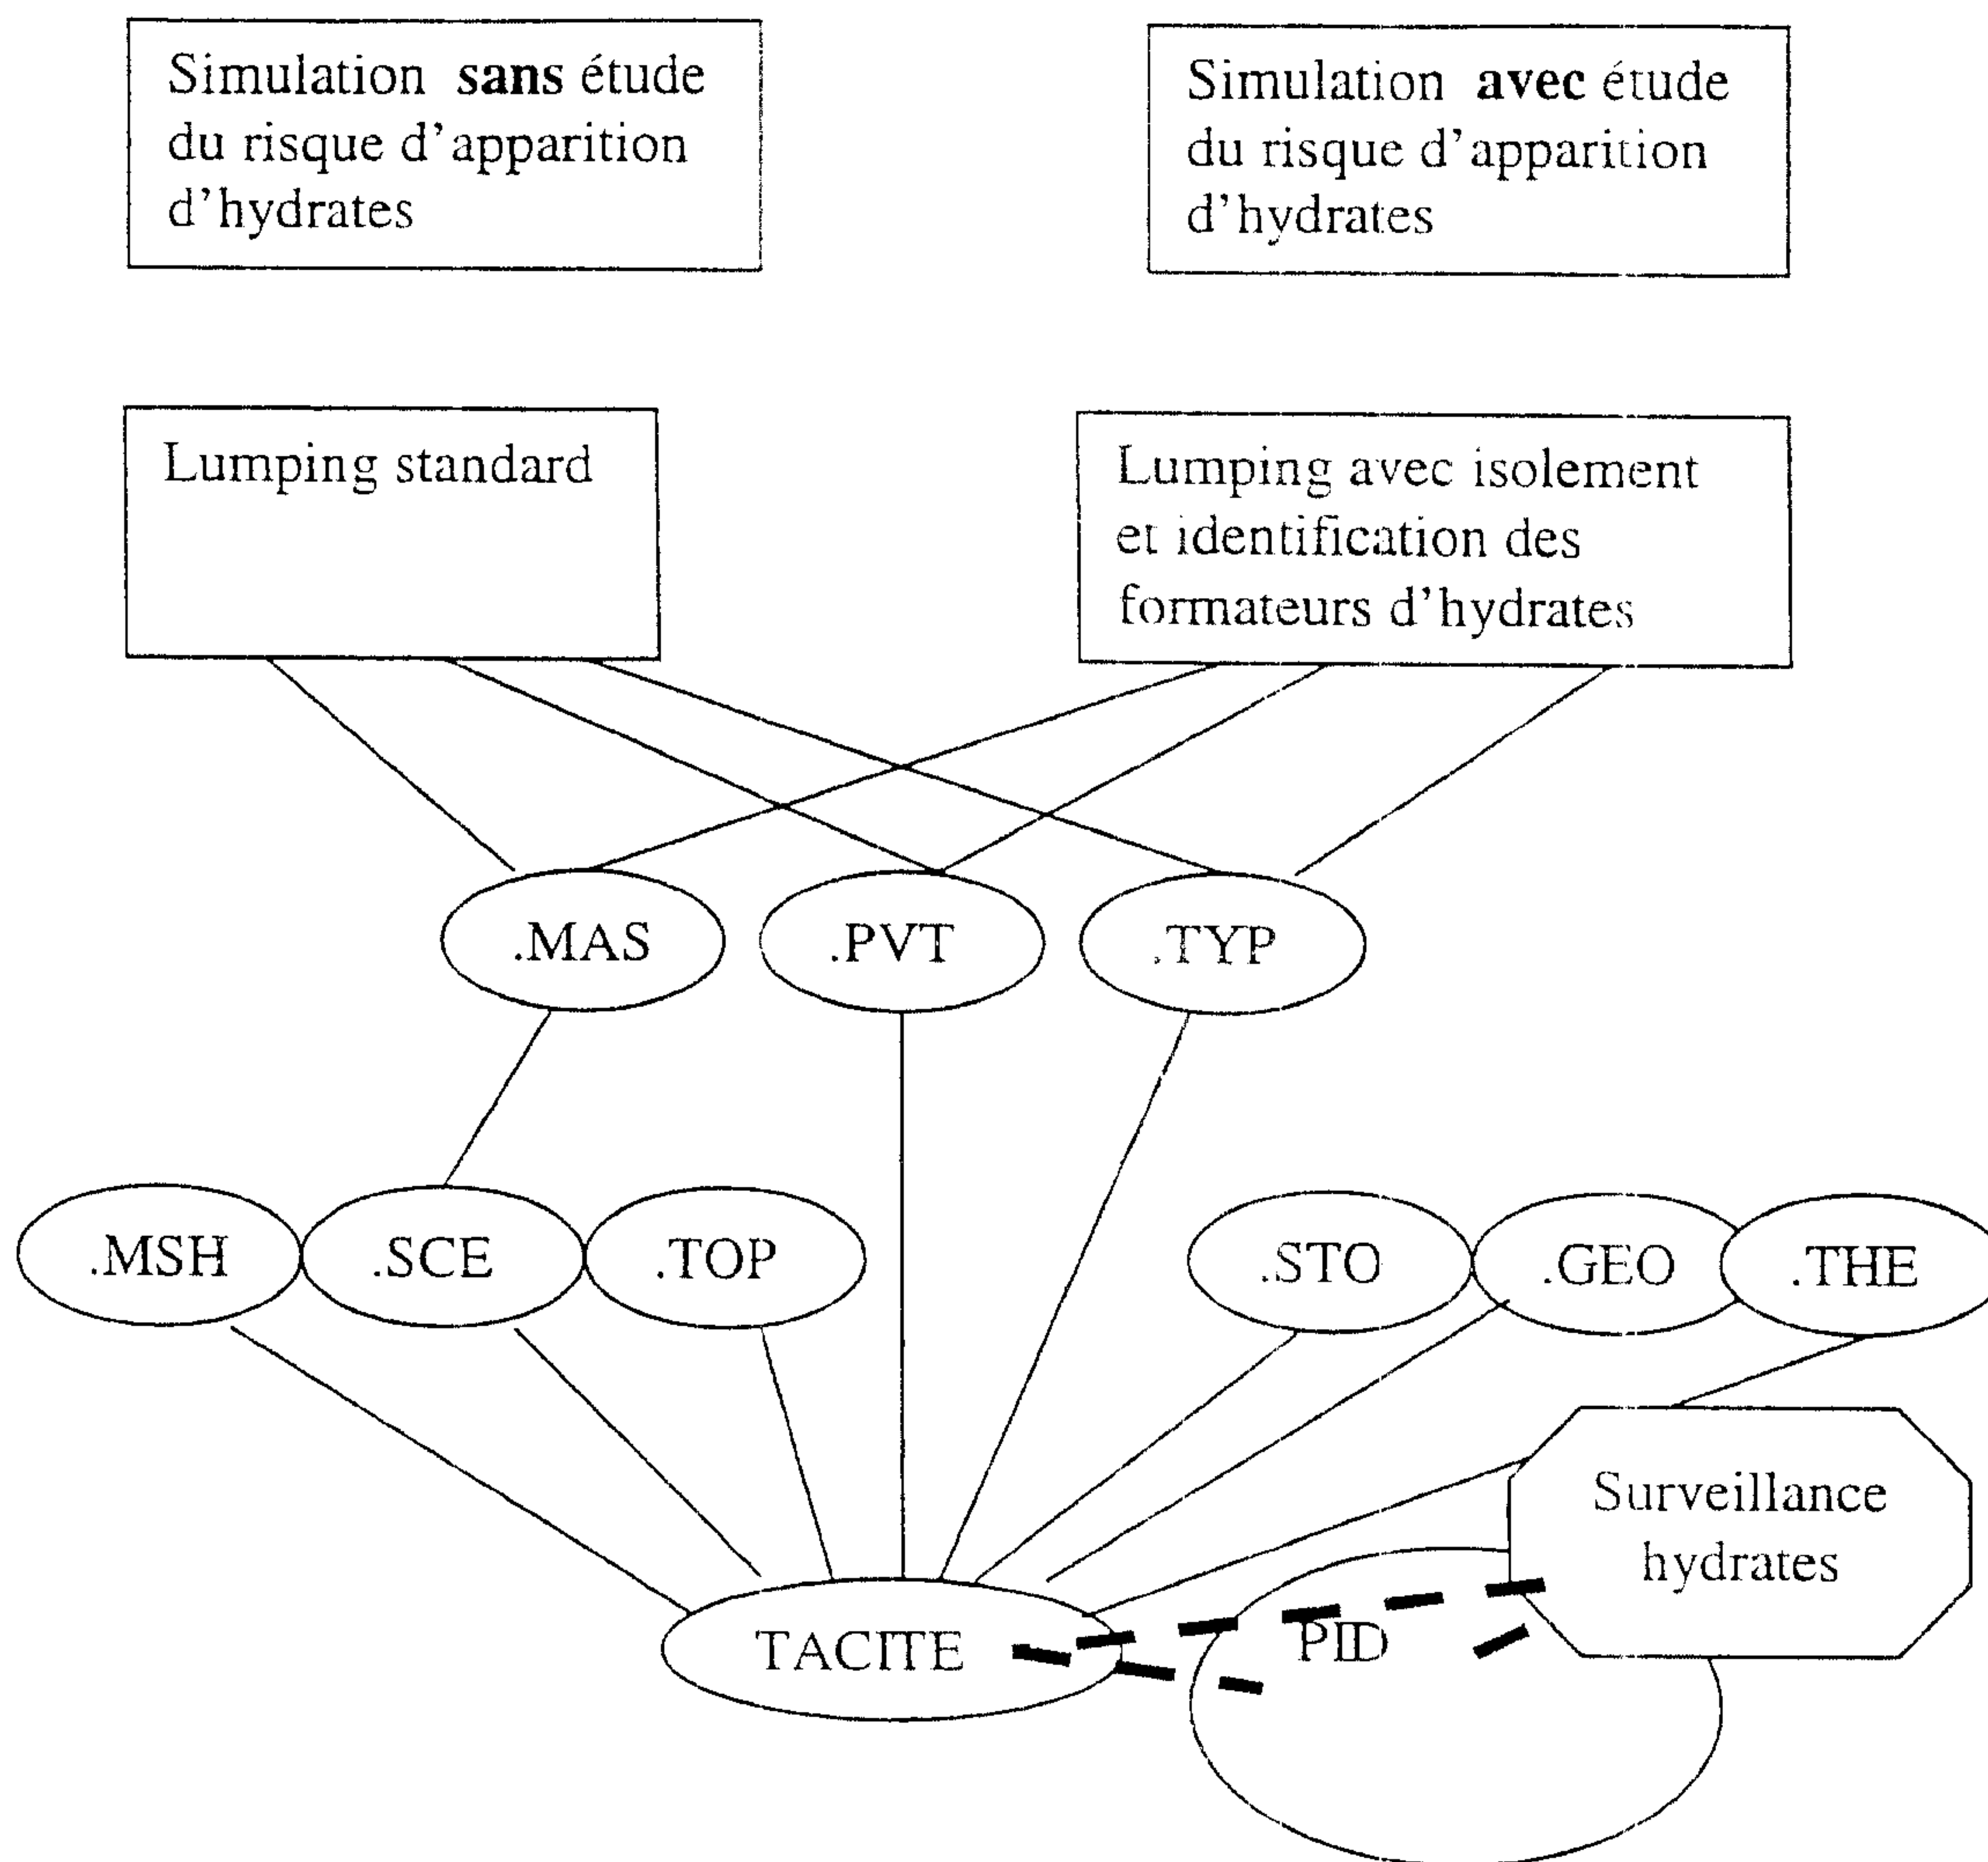 Simulation sans étude
du risque d'apparition
d'hydrates
Simulation avec étude
du risque d'apparition
d'hydrates
Lumping standard
Lumping avec isolement
et identification des
formateurs d'hydrates
.MAS
.PVT
.TYP
.MSH
.SCE
.TOP
.STO
.GEO
.THE
Surveillance
hydrates
TACITE
PID